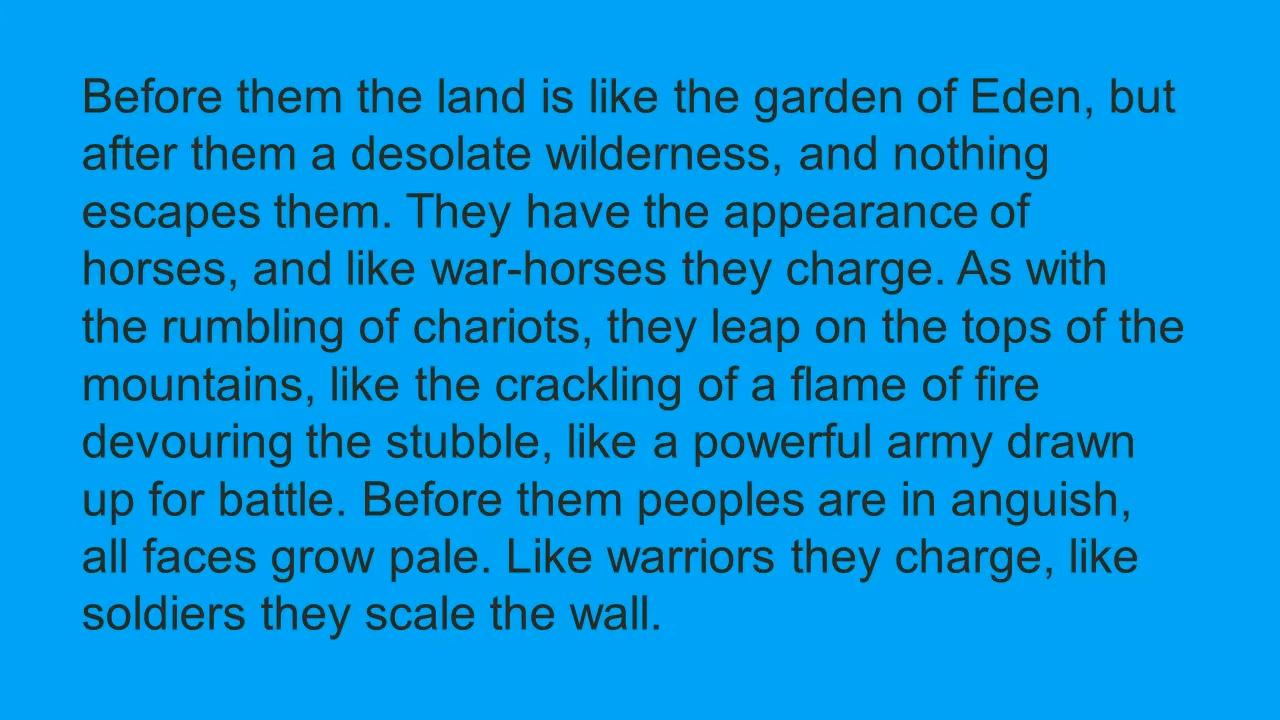 Before them the land is like the garden of Eden, but
after them a desolate wilderness, and nothing
escapes them. They have the appearance of
horses, and like war-horses they charge. As with
the rumbling of chariots, they leap on the tops of the
mountains, like the crackling of a flame of fire
devouring the stubble, like a powerful army drawn
up for battle. Before them peoples are in anguish,
all faces grow pale. Like warriors they charge, like
soldiers they scale the wall.